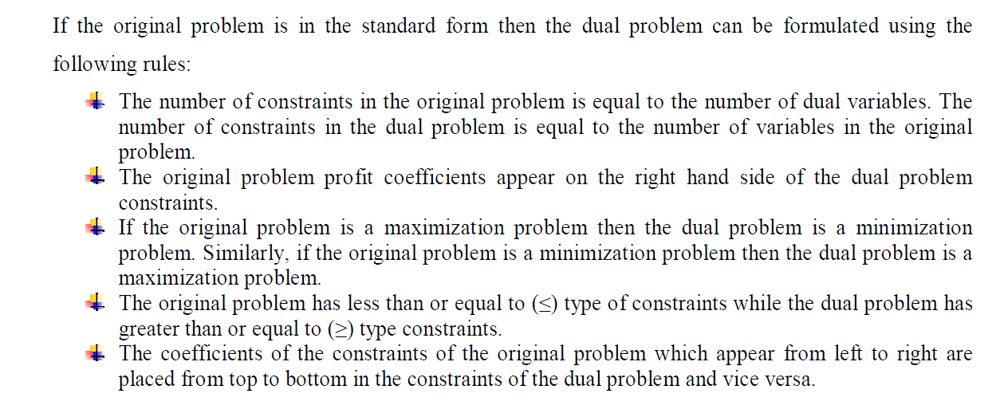 If the original problem is in the standard form then the dual problem can be formulated using the
following rules:
The number of constraints in the original problem is equal to the number of dual variables. The
number of constraints in the dual problem is equal to the number of variables in the original
problem.
The original problem profit coefficients appear on the right hand side of the dual problem
constraints.
If the original problem is a maximization problem then the dual problem is a minimization
problem. Similarly, if the original problem is a minimization problem then the dual problem is a
maximization problem.
The original problem has less than or equal to (≤) type of constraints while the dual problem has
greater than or equal to (≥) type constraints.
The coefficients of the constraints of the original problem which appear from left to right are
placed from top to bottom in the constraints of the dual problem and vice versa.